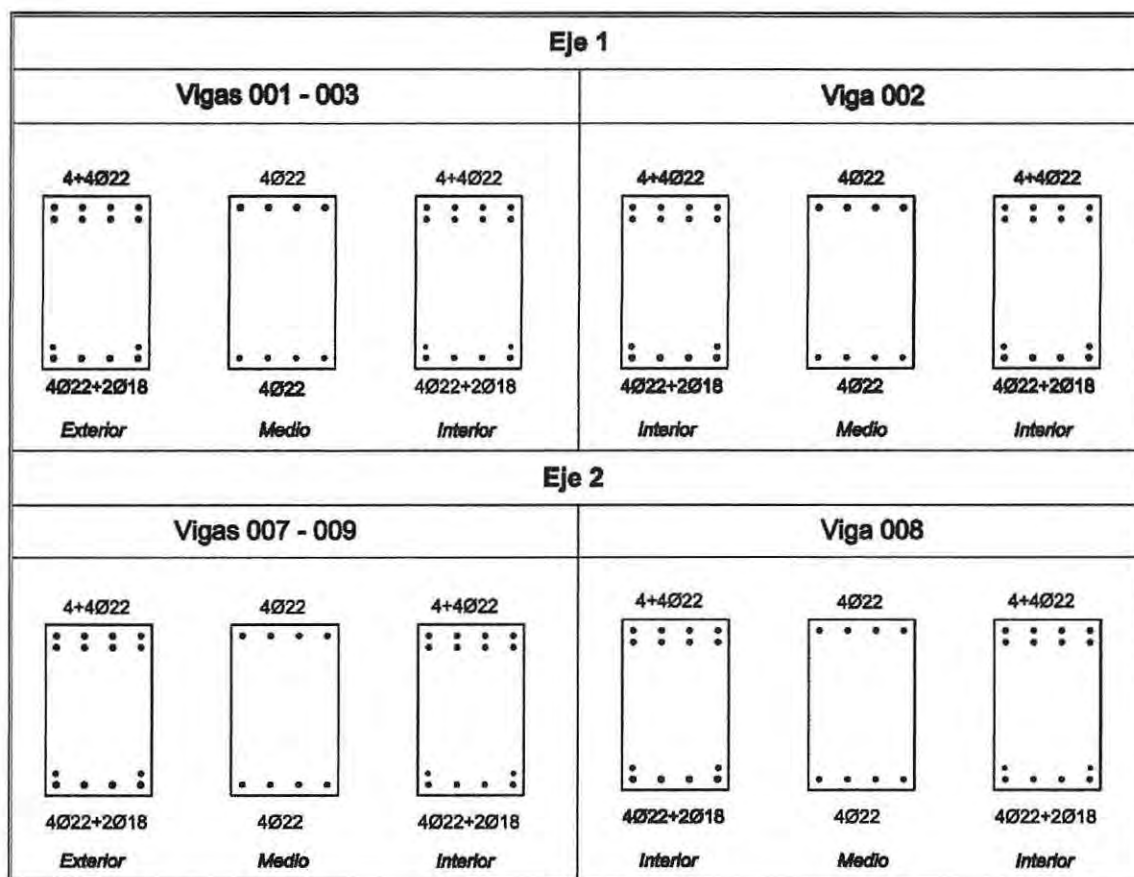 Eje 1
Vigas 001 - 003
Viga 002
4+4Ø22
4Ø22
4+4Ø22
4+4Ø22
4Ø22
4+4Ø22
4Ø22+2Ø18
4Ø22
4Ø22+2Ø18
4Ø22+2Ø18
4Ø22
4Ø22+2Ø18
Exterior
Medio
Interior
Interior
Medio
Interior
Eje 2
Vigas 007 - 009
Viga 008
4+4Ø22
4Ø22
4+4Ø22
4+4Ø22
4Ø22
4+4Ø22
4Ø22+2Ø18
4Ø22
4Ø22+2Ø18
4Ø22+2Ø18
4Ø22
4Ø22+2Ø18
Exterior
Medio
Interior
Interior
Medio
Interior